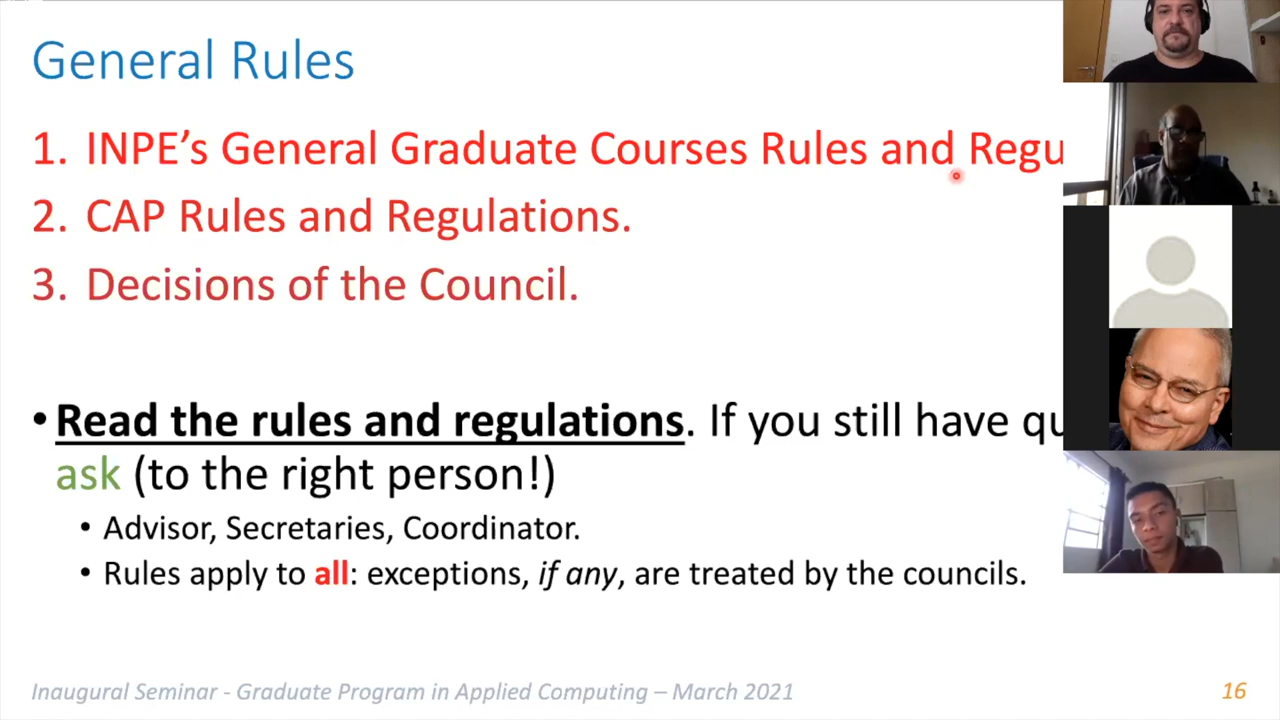 General Rules
1. INPE's General Graduate Courses Rules and Regu
2. CAP Rules and Regulations.
3. Decisions of the Council.
• Read the rules and regulations. If you still have qu
ask (to the right person!)
• Advisor, Secretaries, Coordinator.
• Rules apply to all: exceptions, if any, are treated by the councils.
Inaugural Seminar - Graduate Program in Applied Computing – March 2021
16